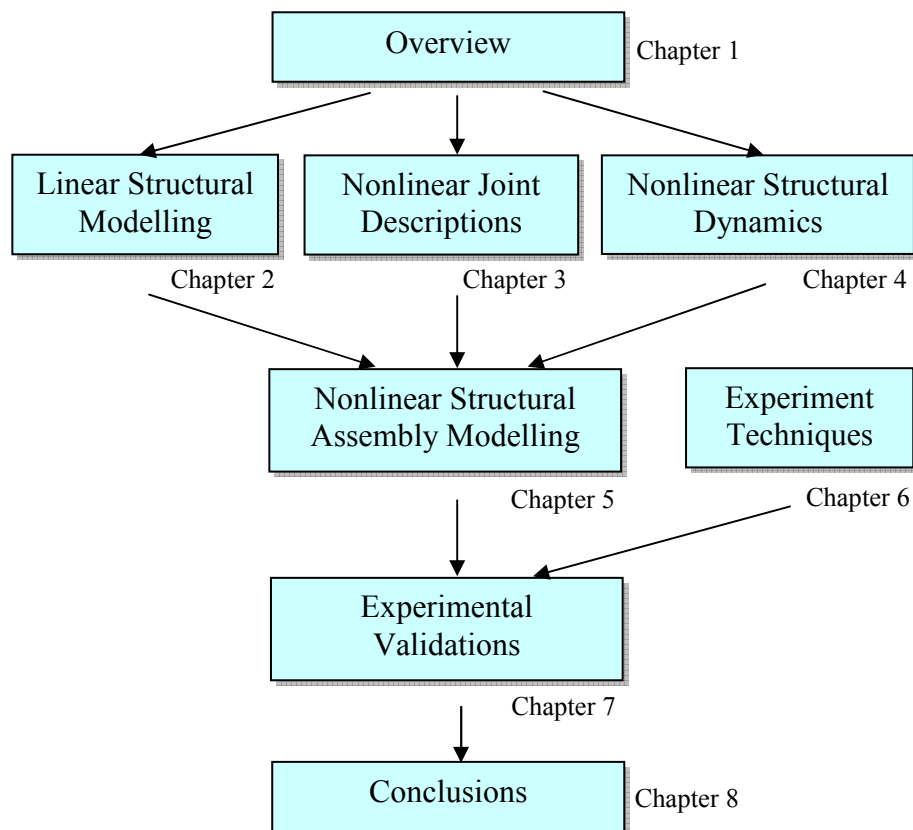 Overview
Chapter 1
Linear Structural
Modelling
Chapter 2
Nonlinear Joint
Descriptions
Chapter 3
Nonlinear Structural
Dynamics
Chapter 4
Nonlinear Structural
Assembly Modelling
Chapter 5
Experiment
Techniques
Chapter 6
Experimental
Validations
Chapter 7
Conclusions
Chapter 8